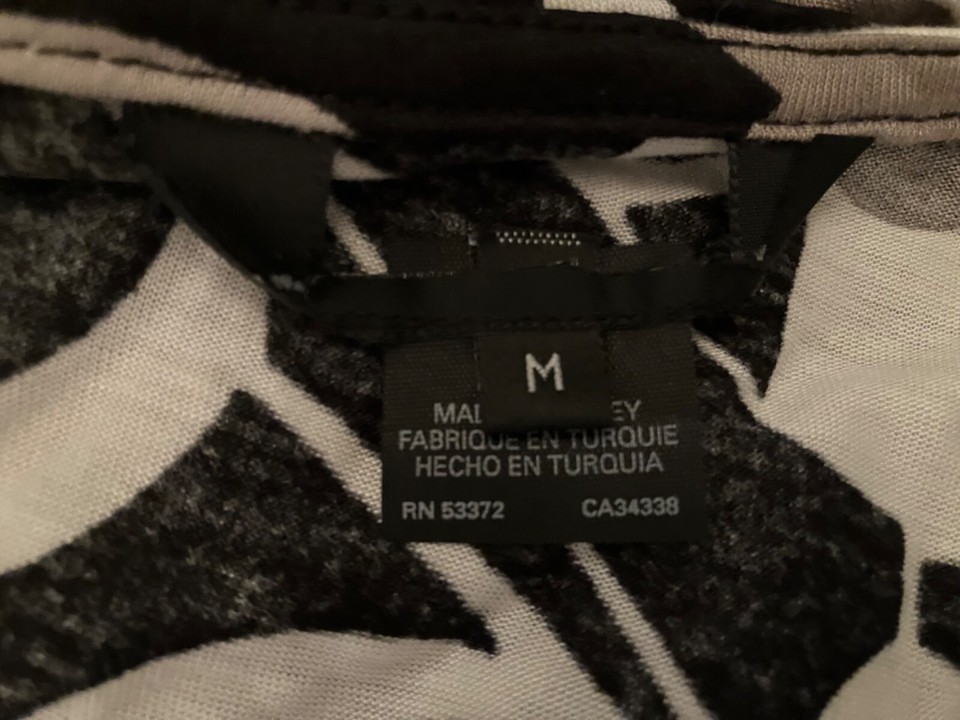 M
FABRIQUE EN TURQUIE
HECHO EN TURQUIA
RN 53372 CA34338